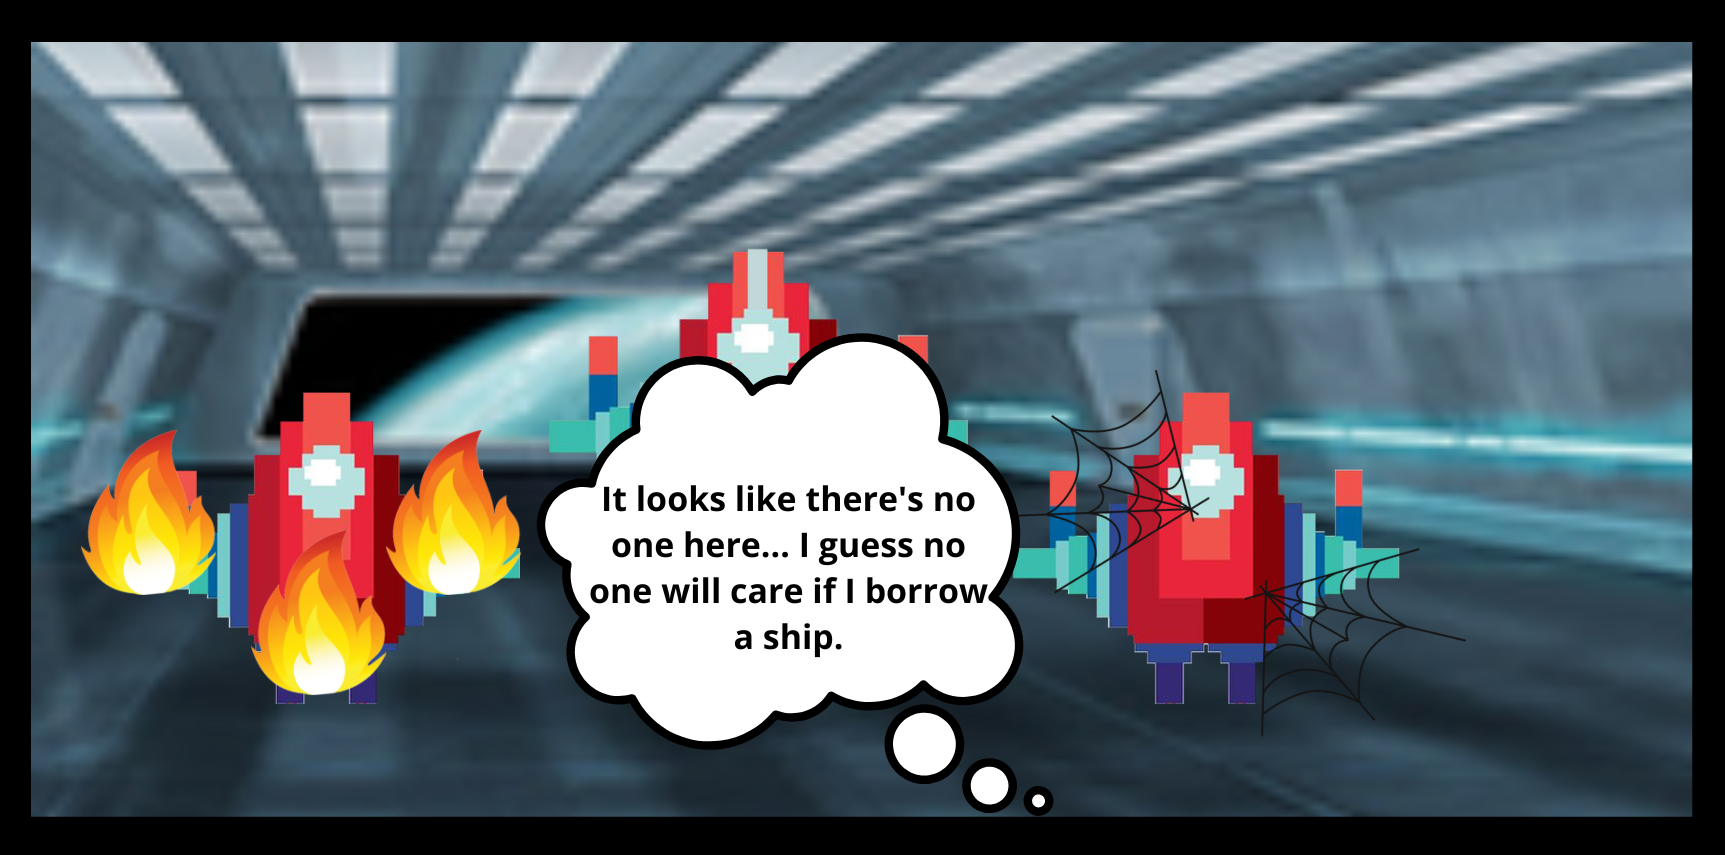 It looks like there's no
one here... I guess no
one will care if I borrow
a ship.